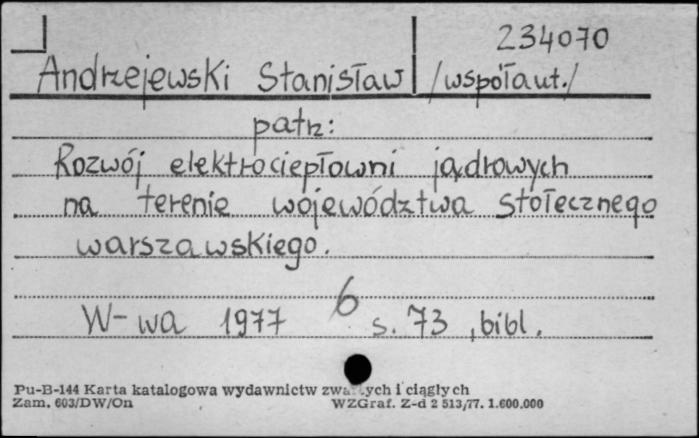 234070
Andrzejewski Stanisław /współaut./
patrz:
Rozwój elektrociepłowni jądrowych
na terenie województwa stołecznego
warszawskiego.
W-wa 1977 6 s. 73, bibl.
Pu-B-144 Karta katalogowa wydawnictw zwartych i ciągłych
Zam. 603/DW/On WZGraf. Z-d 2 513/77. 1.600.000